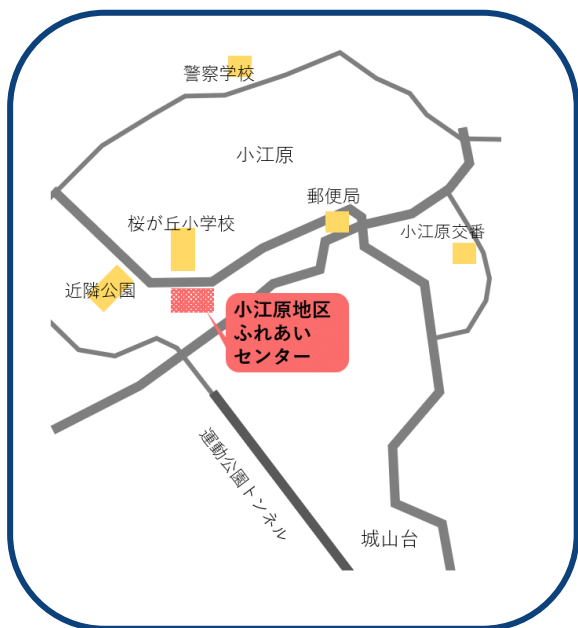 警察学校
小江原
郵便局
桜が丘小学校
小江原交番
近隣公園
小江原地区
ふれあい
センター
運動公園トンネル
城山台